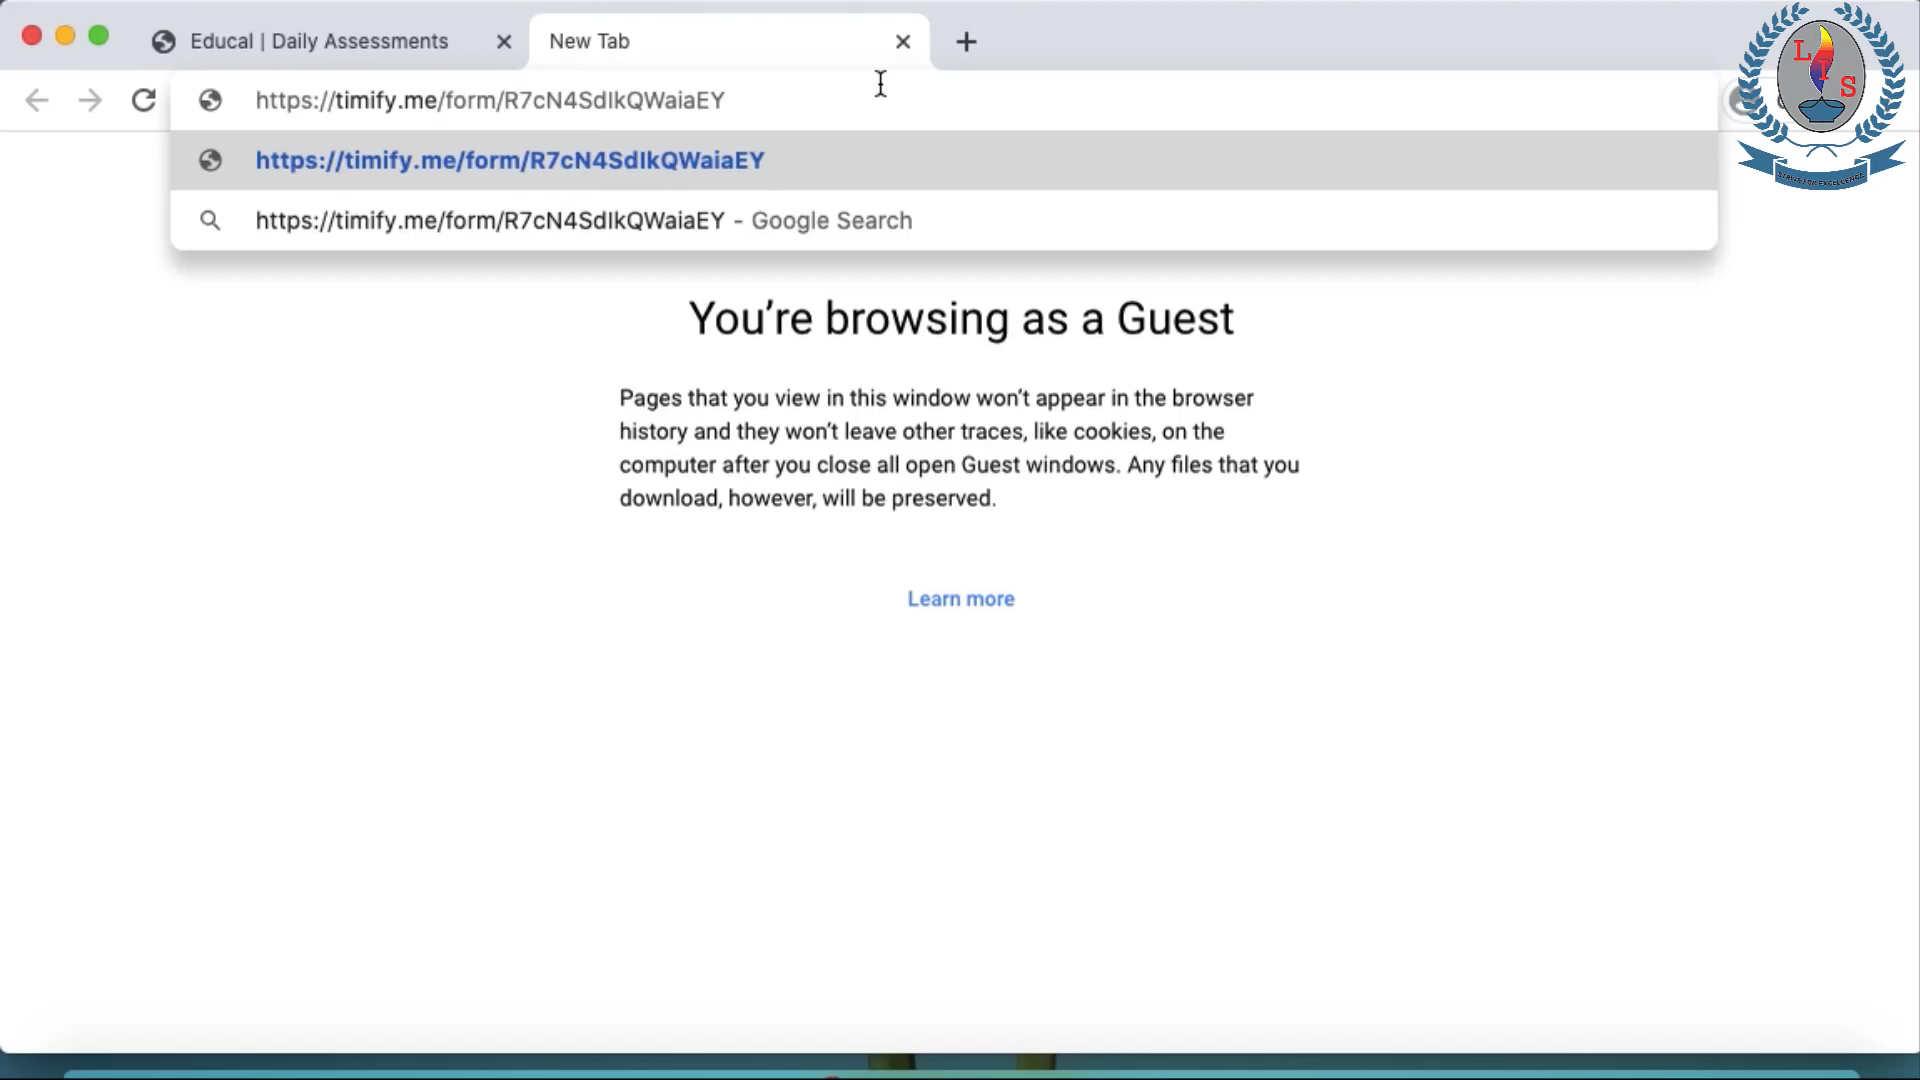 Educal | Daily Assessments
New Tab
https://timify.me/form/R7cN4SdIkQWaiaEY
https://timify.me/form/R7cN4SdIkQWaiaEY
https://timify.me/form/R7cN4SdIkQWaiaEY - Google Search
L I S
STRIVE FOR EXCELLENCE
You’re browsing as a Guest
Pages that you view in this window won’t appear in the browser
history and they won’t leave other traces, like cookies, on the
computer after you close all open Guest windows. Any files that you
download, however, will be preserved.
Learn more